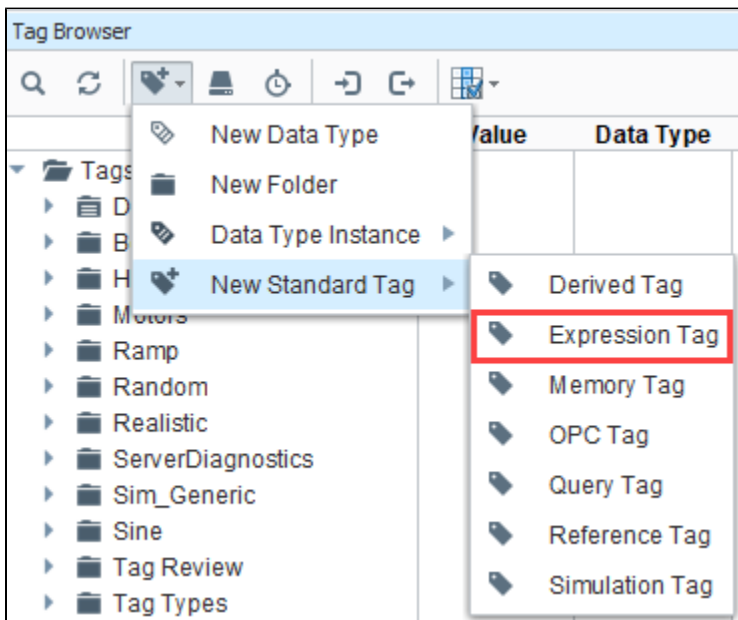 Tag Browser
New Data Type
New Folder
Data Type Instance
New Standard Tag
Value Data Type
Tags
D
B
H
Motors
Ramp
Random
Realistic
ServerDiagnostics
Sim_Generic
Sine
Tag Review
Tag Types
Derived Tag
Expression Tag
Memory Tag
OPC Tag
Query Tag
Reference Tag
Simulation Tag